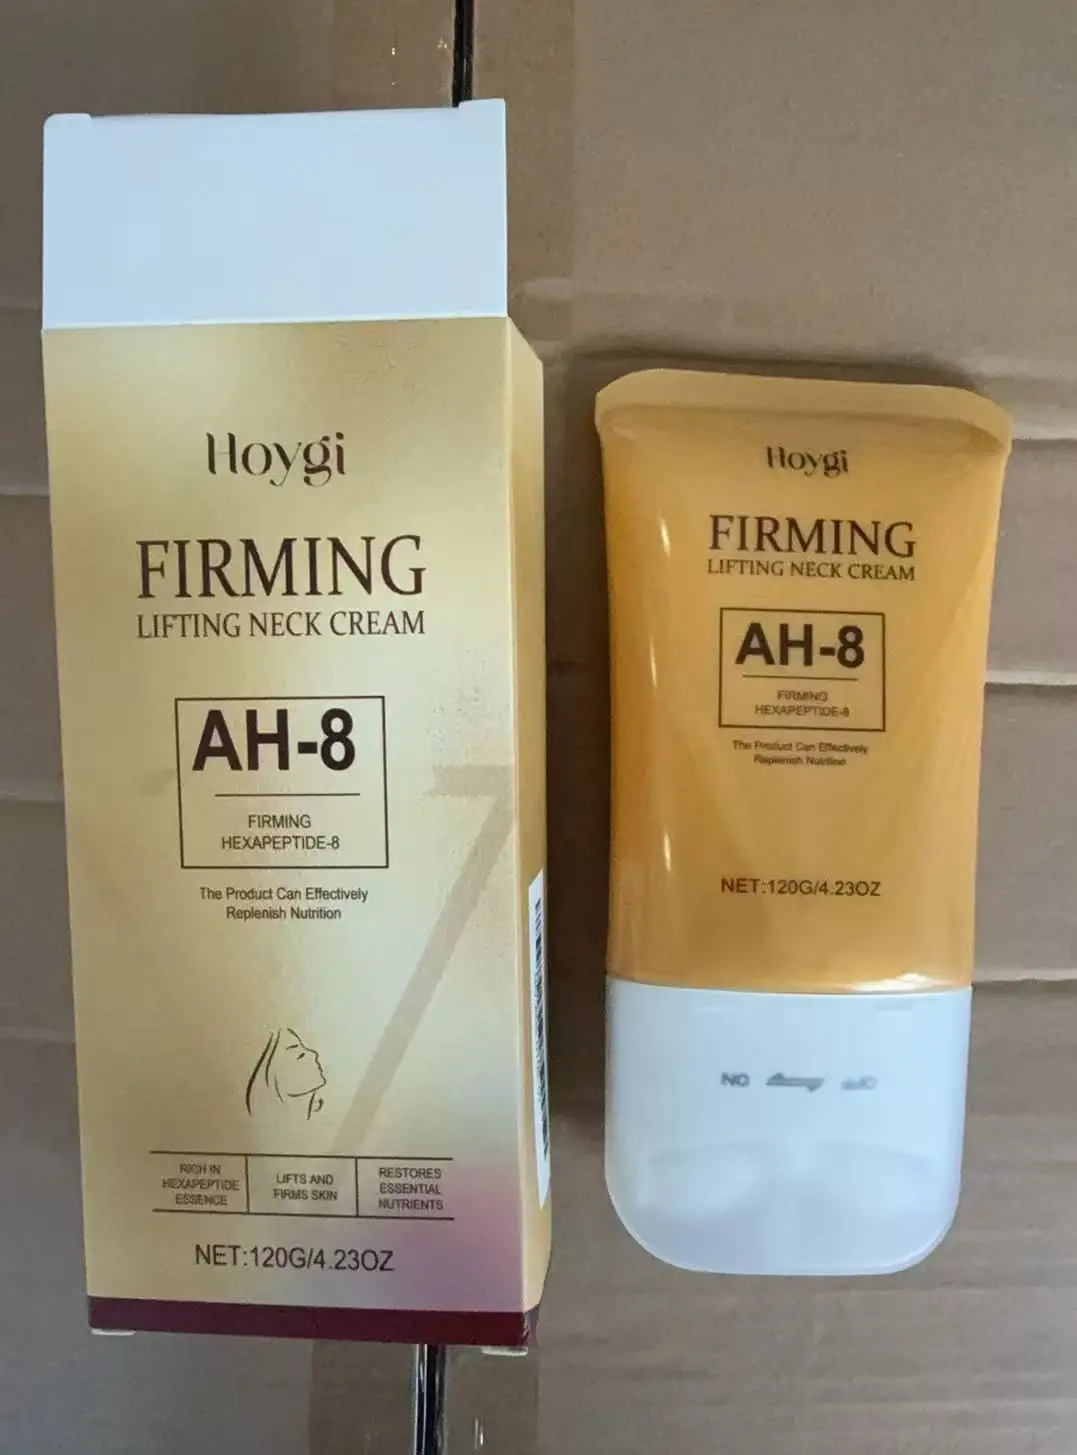 Hoygi
FIRMING
LIFTING NECK CREAM
AH-8
FIRMING
HEXAPEPTIDE-8
The Product Can Effectively
Replenish Nutrition
RICH IN
HEXAPEPTIDE
ESSENCE
LIFTS AND
FIRMS SKIN
RESTORES
ESSENTIAL
NUTRIENTS
NET:120G/4.23OZ
Hoygi
FIRMING
LIFTING NECK CREAM
AH-8
FIRMING
HEXAPEPTIDE-8
The Product Can Effectively
Replenish Nutrition
NET:120G/4.23OZ